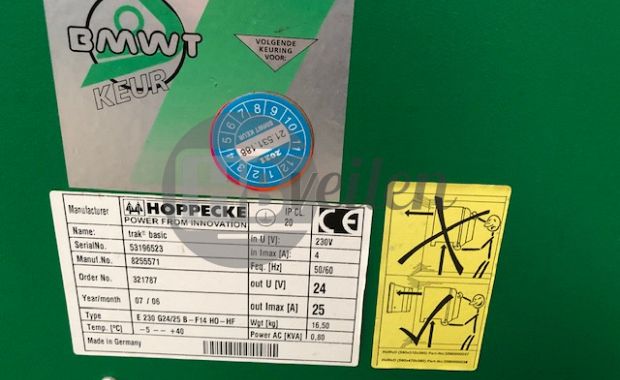 BMWT
KEUR
VOLGENDE
KEURING
VOOR:
1 2 3 4 5 6 7 8 9 10 11 12
BMWT KEUR
21 531.188
2021
veilen
Manufacturer HOPPECKE IP CL. CE
POWER FROM INNOVATION 20
Name: trak® basic in U [V]: 230V
SerialNo. 53196523 in Imax [A]: 4
Manuf.No. 8255571 Feq. [Hz] 50/60
Order No. 321787 out U [V] 24
Year/month 07 / 06 out Imax [A] 25
Type E 230 G24/25 B-F14 HO-HF Wgt [kg] 16,50
Temp. [°C] -5 -- +40 Power AC [KVA] 0,80
Made in Germany